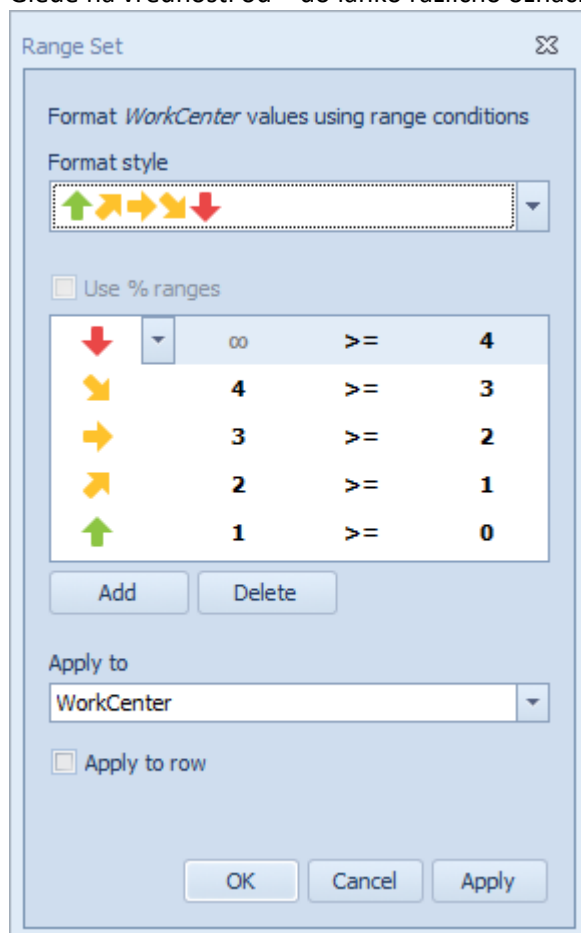 Range Set
Format WorkCenter values using range conditions
Format style
Use % ranges
∞ >= 4
4 >= 3
3 >= 2
2 >= 1
1 >= 0
Add Delete
Apply to
WorkCenter
Apply to row
OK Cancel Apply